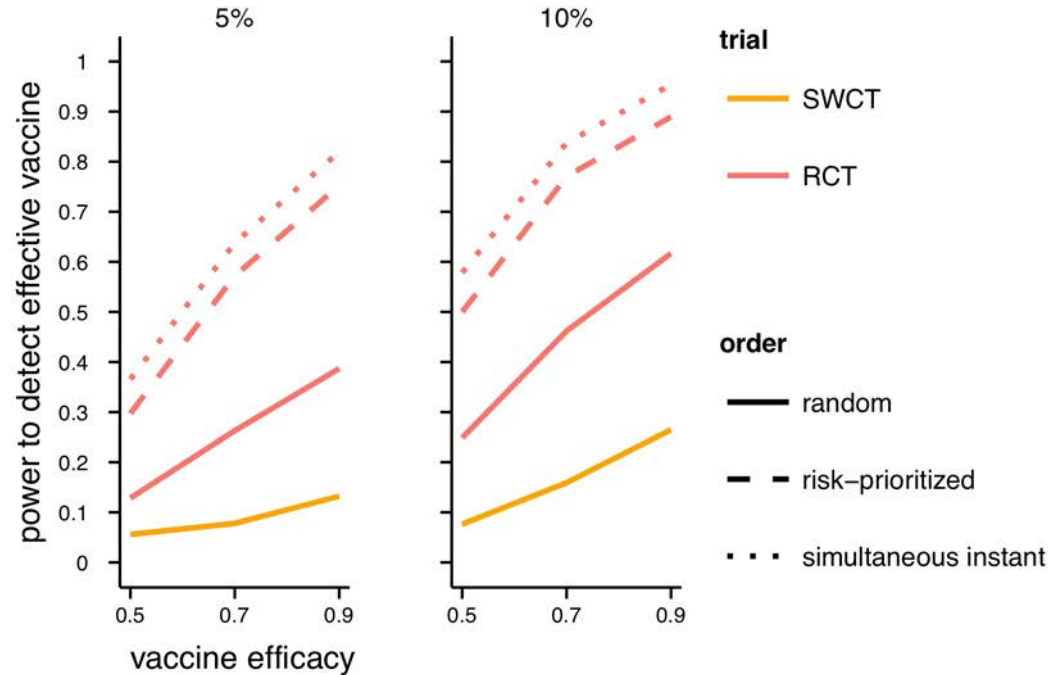 5%
10%
power to detect effective vaccine
1
0.9
0.8
0.7
0.6
0.5
0.4
0.3
0.2
0.1
0
0.5 0.7 0.9
0.5 0.7 0.9
vaccine efficacy
trial
SWCT
RCT
order
random
risk−prioritized
simultaneous instant